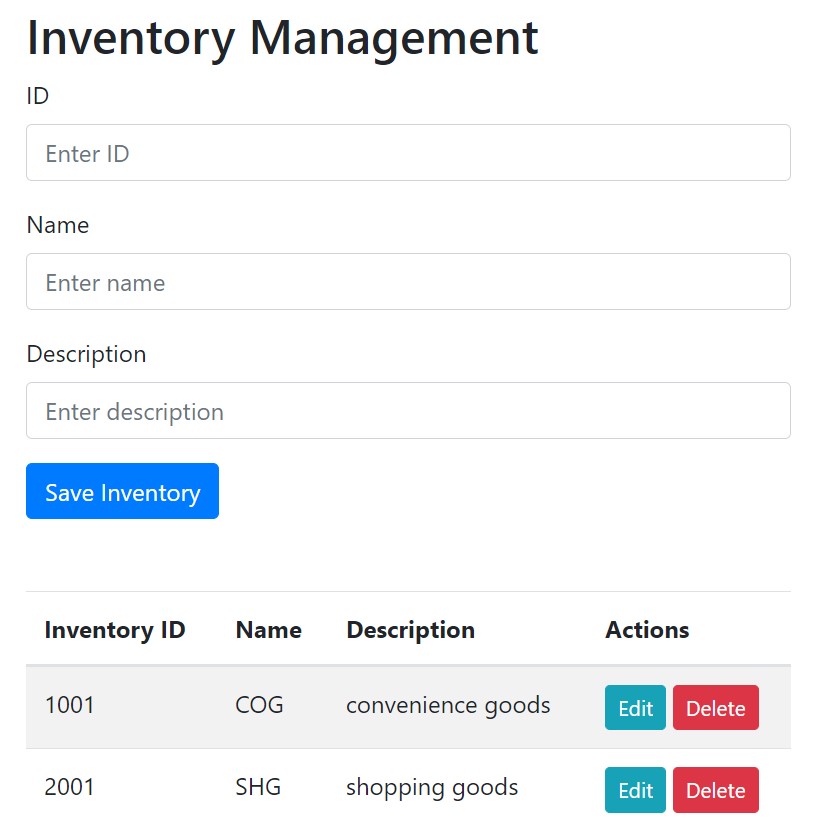 Inventory Management
ID
Enter ID
Name
Enter name
Description
Enter description
Save Inventory
Inventory ID Name Description Actions
1001 COG convenience goods Edit Delete
2001 SHG shopping goods Edit Delete